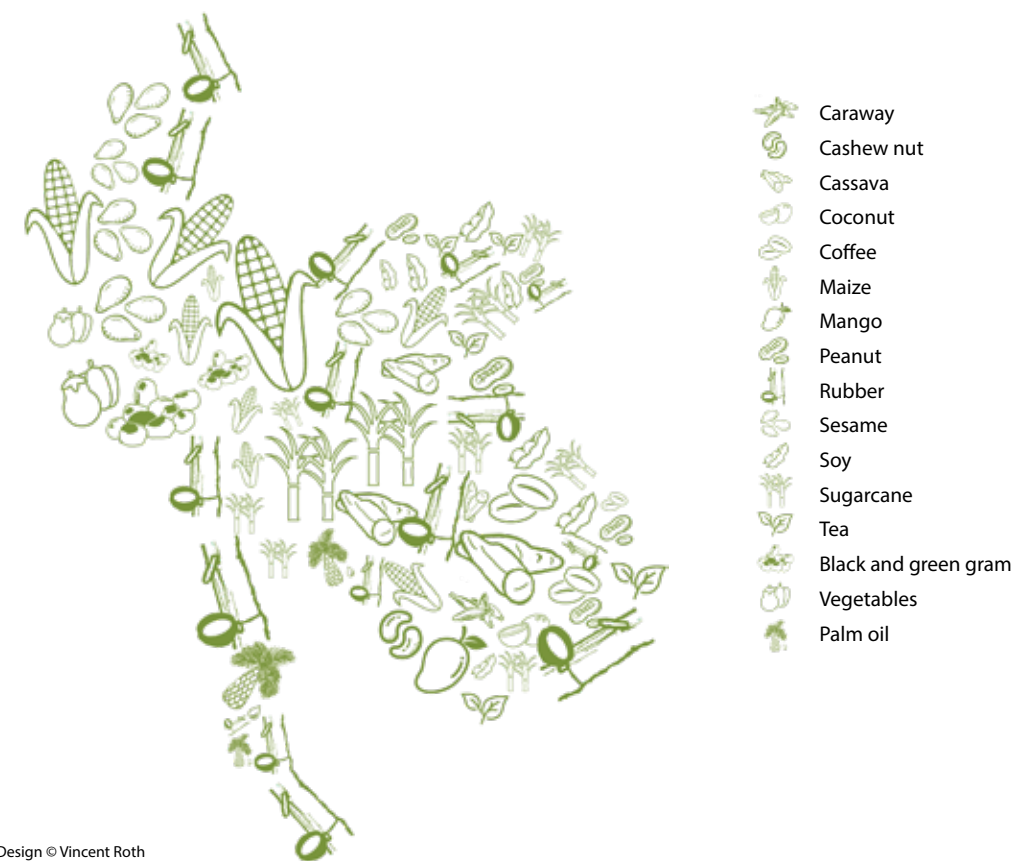 Caraway
Cashew nut
Cassava
Coconut
Coffee
Maize
Mango
Peanut
Rubber
Sesame
Soy
Sugarcane
Tea
Black and green gram
Vegetables
Palm oil
Design © Vincent Roth